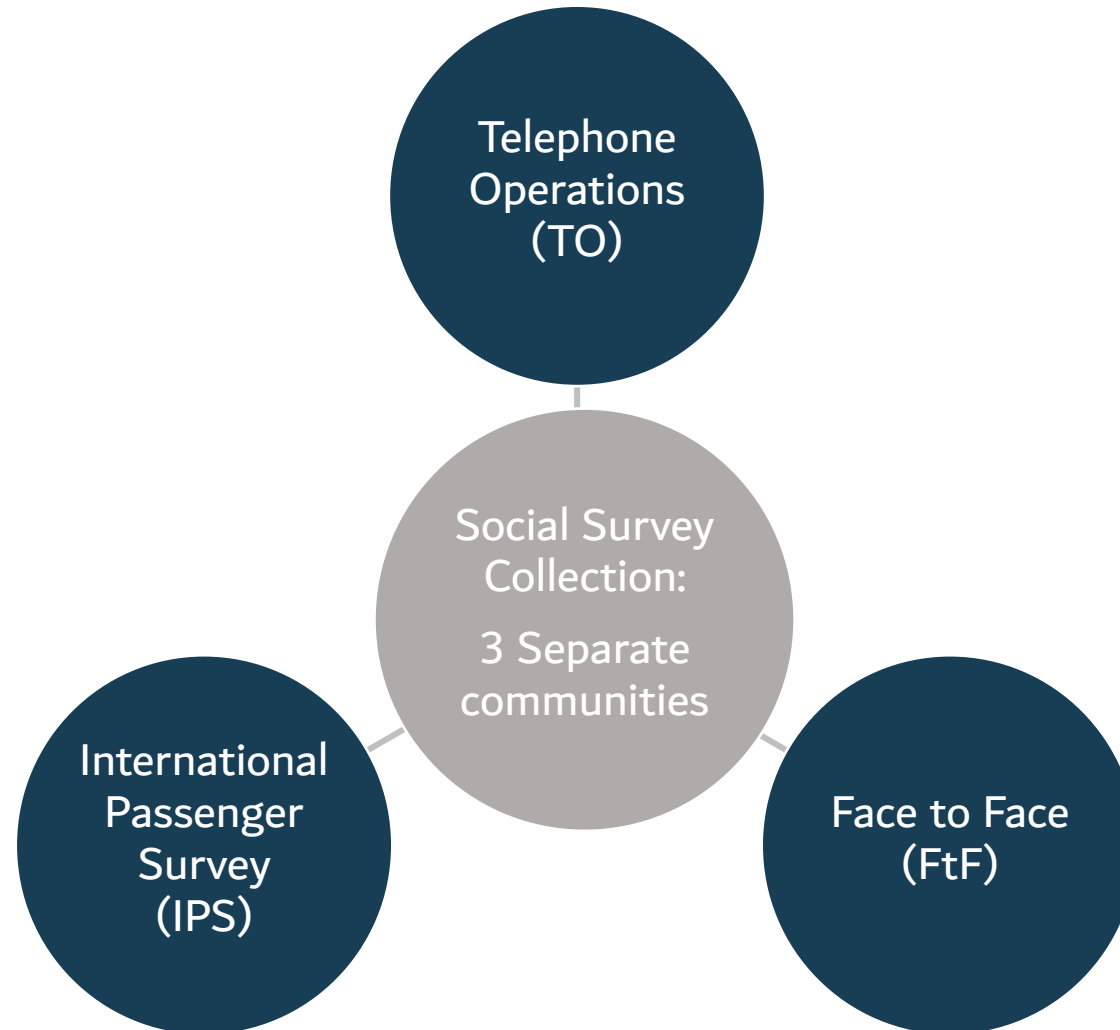 Telephone
Operations
(TO)
Social Survey
Collection:
3 Separate
communities
International
Passenger
Survey
(IPS)
Face to Face
(FtF)